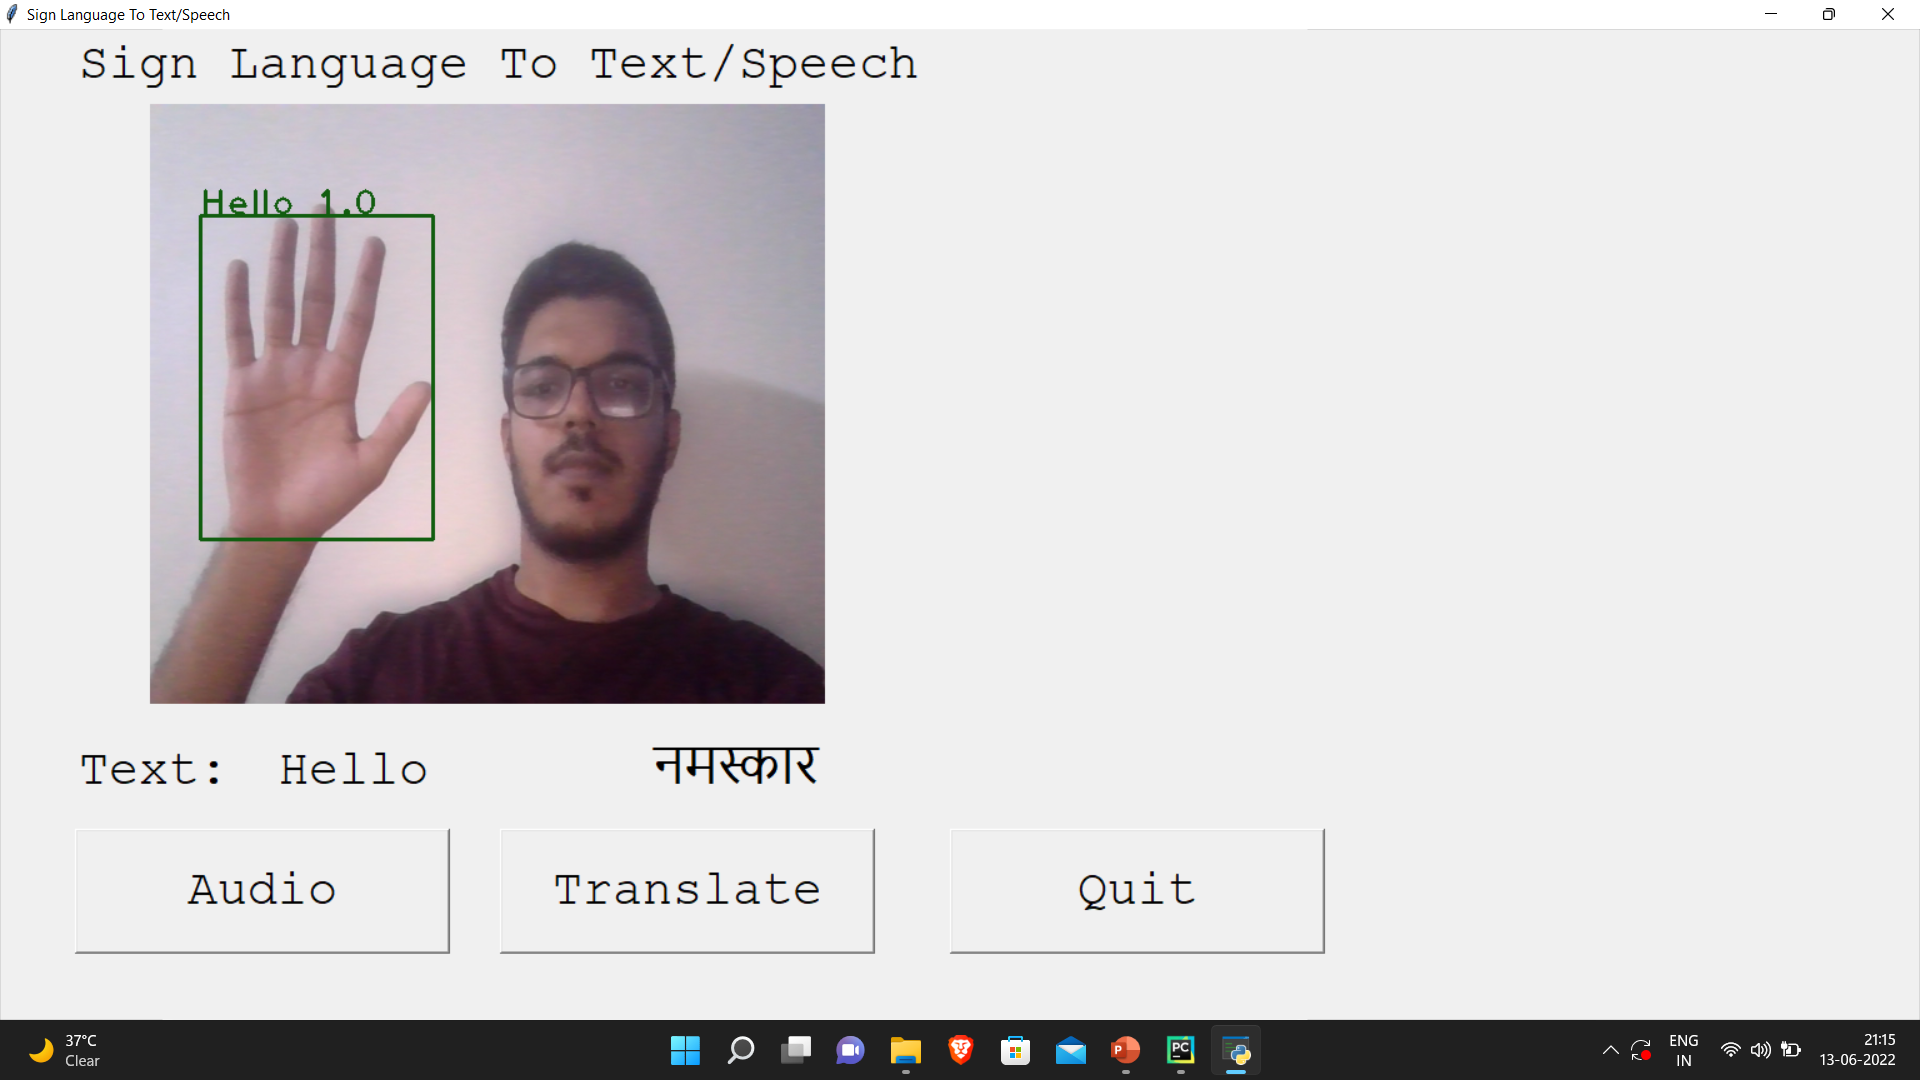 Sign Language To Text/Speech
Sign Language To Text/Speech
Hello 1.0
Text: Hello नमस्कार
Audio Translate Quit
37°C
Clear
PC
P
ENG
IN
21:15
13-06-2022